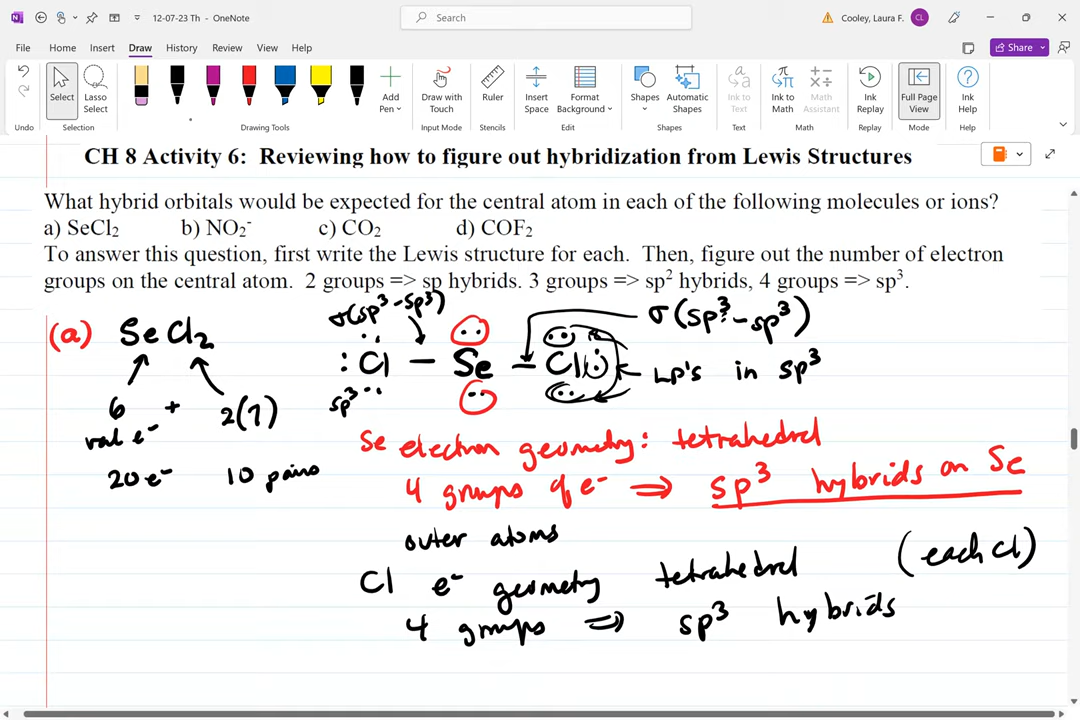 12-07-23 Th - OneNote
Search
Cooley, Laura F.
CL
File Home Insert Draw History Review View Help
Share
Undo
Select
Lasso Select
Selection
Drawing Tools
Add Pen
Draw with Touch
Input Mode
Ruler
Stencils
Insert Space
Format Background
Edit
Shapes
Automatic Shapes
Shapes
Ink to Text
Text
Ink to Math
Math Assistant
Math
Ink Replay
Replay
Full Page View
Mode
Ink Help
Help
CH 8 Activity 6: Reviewing how to figure out hybridization from Lewis Structures
What hybrid orbitals would be expected for the central atom in each of the following molecules or ions?
a) SeCl₂ b) NO₂⁻ c) CO₂ d) COF₂
To answer this question, first write the Lewis structure for each. Then, figure out the number of electron
groups on the central atom. 2 groups => sp hybrids. 3 groups => sp² hybrids, 4 groups => sp³.
σ(sp³-sp³) σ(sp³-sp³)
(a) SeCl₂ :Cl — Se — Cl:
LP's in sp³
sp³
6 + 2(7)
val e⁻
20e⁻ 10 pairs
Se electron geometry: tetrahedral
4 groups of e⁻ ⇒ sp³ hybrids on Se
outer atoms
Cl e⁻ geometry tetrahedral (each Cl)
4 groups ⇒ sp³ hybrids